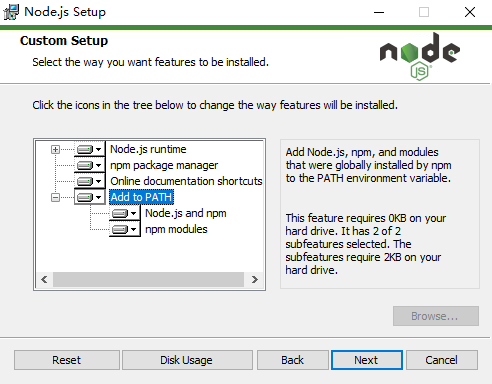 Node.js Setup
Custom Setup
Select the way you want features to be installed.
node
JS
Click the icons in the tree below to change the way features will be installed.
Node.js runtime
npm package manager
Online documentation shortcuts
Add to PATH
Node.js and npm
npm modules
Add Node.js, npm, and modules
that were globally installed by npm
to the PATH environment variable.
This feature requires 0KB on your
hard drive. It has 2 of 2
subfeatures selected. The
subfeatures require 2KB on your
hard drive.
Browse...
Reset
Disk Usage
Back
Next
Cancel